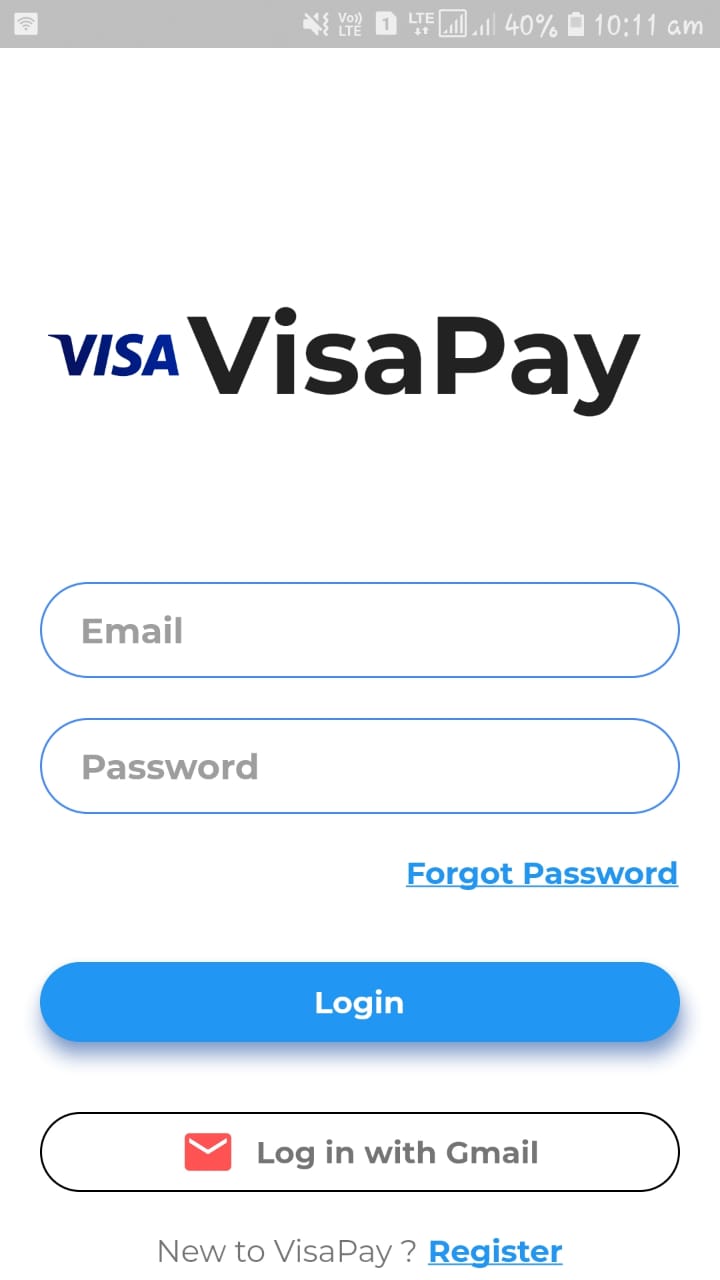 Vo)) LTE 1 LTE 40% 10:11 am
VISA VisaPay
Email
Password
Forgot Password
Login
Log in with Gmail
New to VisaPay ? Register